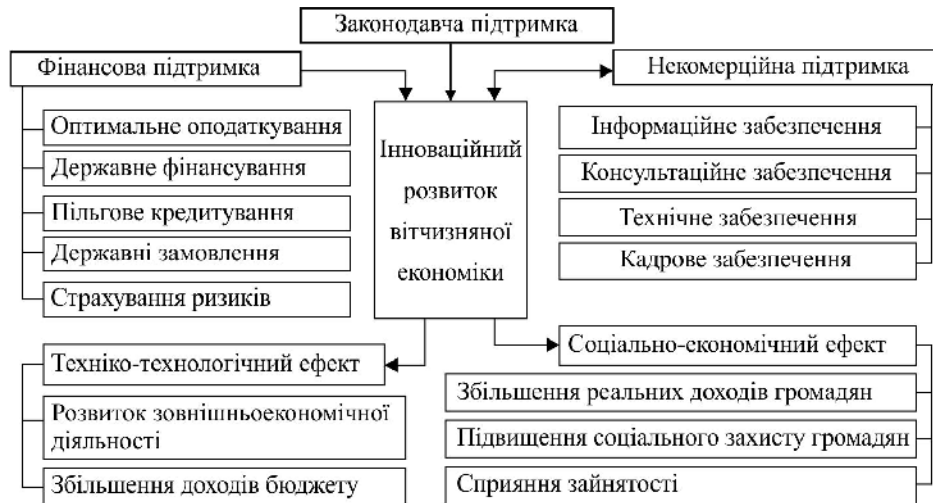 Законодавча підтримка
Фінансова підтримка
Некомерційна підтримка
Оптимальне оподаткування
Державне фінансування
Пільгове кредитування
Державні замовлення
Страхування ризиків
Інноваційний
розвиток
вітчизняної
економіки
Інформаційне забезпечення
Консультаційне забезпечення
Технічне забезпечення
Кадрове забезпечення
Техніко-технологічний ефект
Розвиток зовнішньоекономічної
діяльності
Збільшення доходів бюджету
Соціально-економічний ефект
Збільшення реальних доходів громадян
Підвищення соціального захисту громадян
Сприяння зайнятості